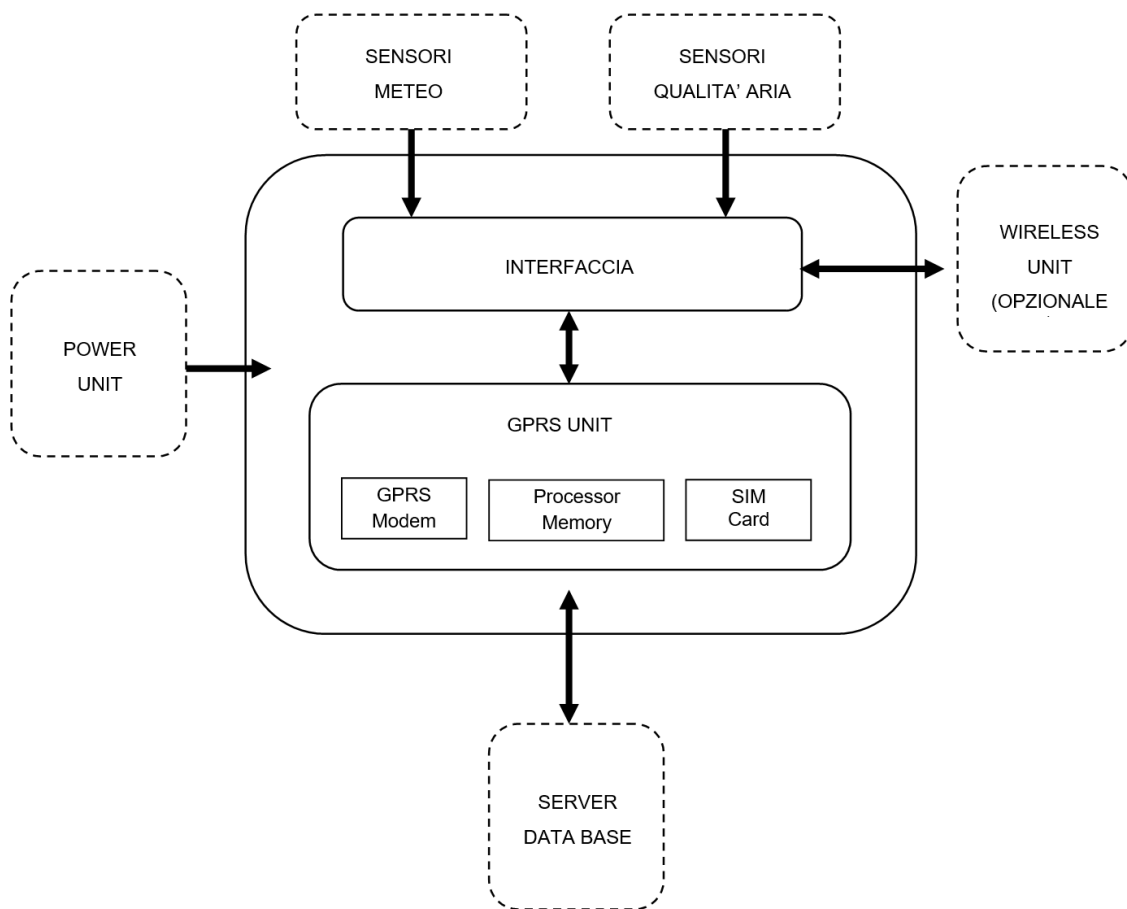 SENSORI
METEO
SENSORI
QUALITA' ARIA
WIRELESS
UNIT
(OPZIONALE
INTERFACCIA
POWER
UNIT
GPRS UNIT
GPRS
Modem
Processor
Memory
SIM
Card
SERVER
DATA BASE